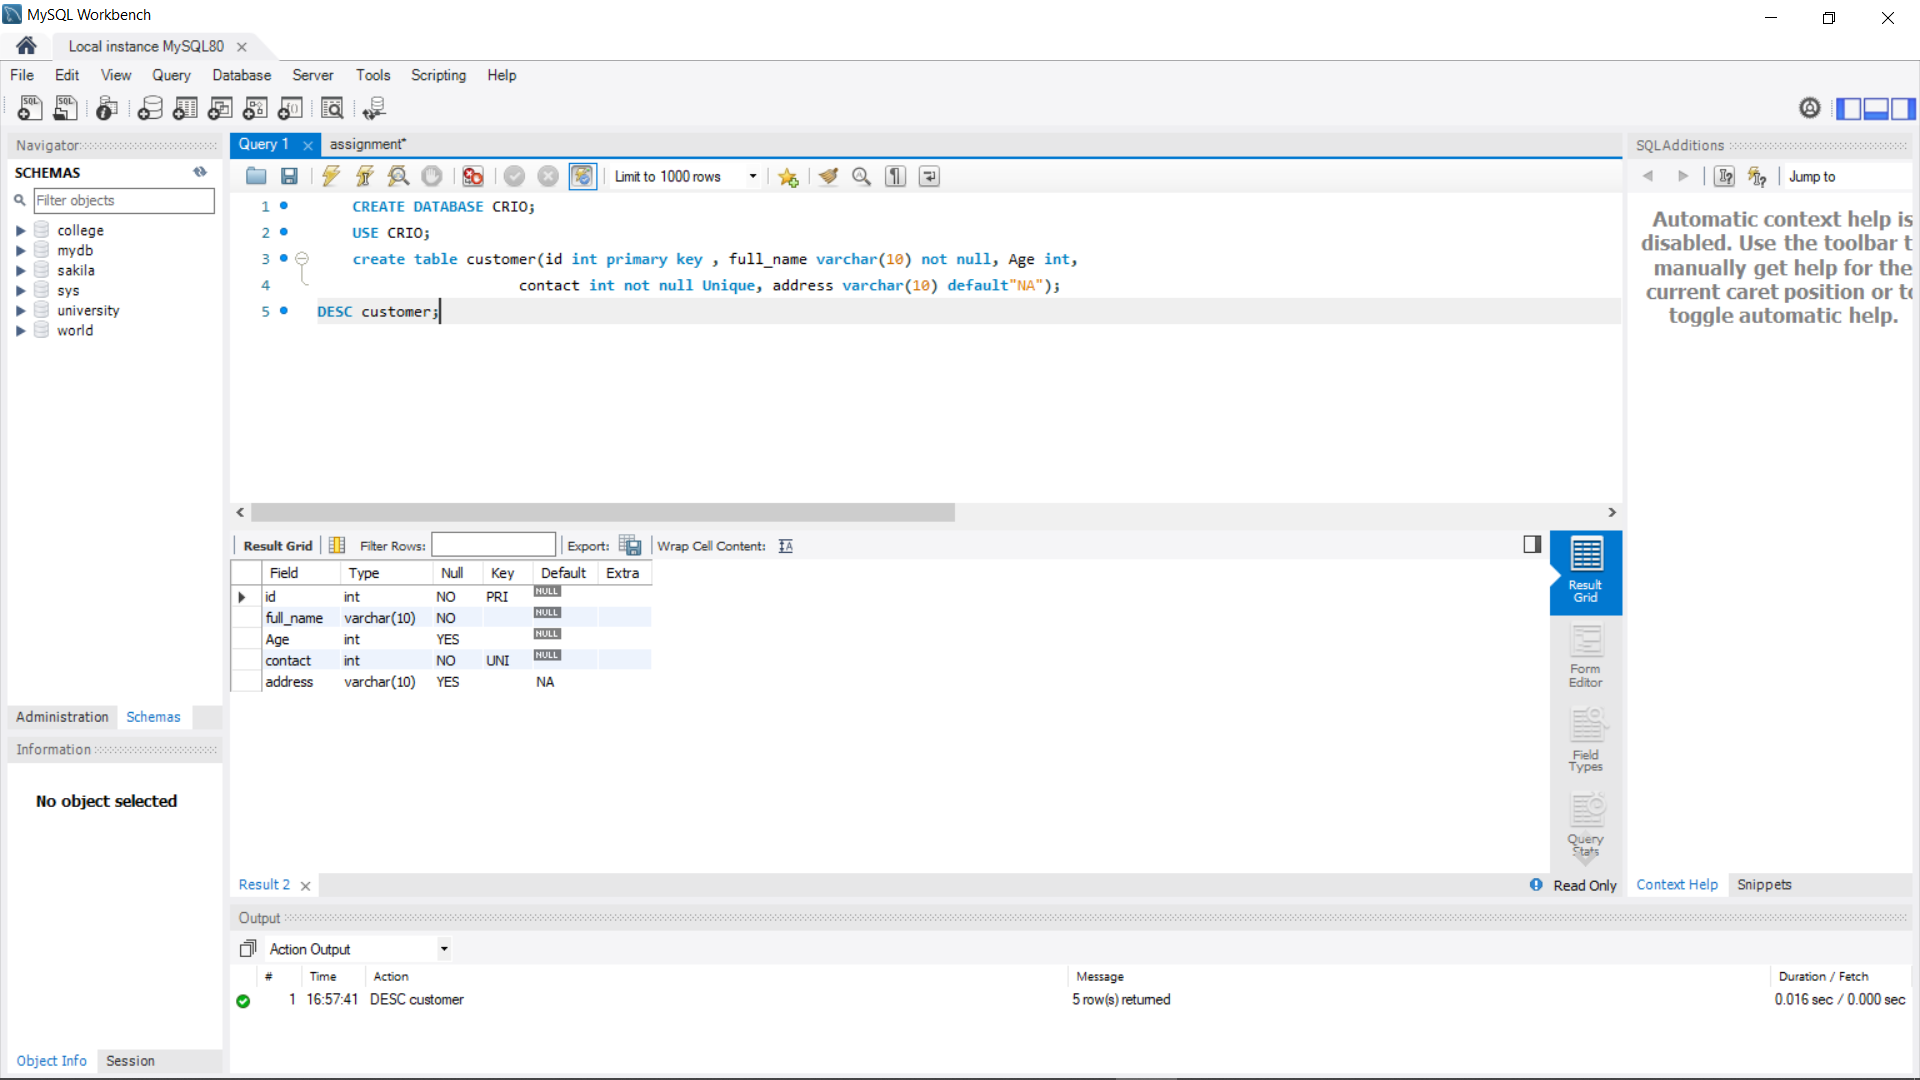 MySQL Workbench
Local instance MySQL80
File Edit View Query Database Server Tools Scripting Help
Navigator
SCHEMAS
Filter objects
college
mydb
sakila
sys
university
world
Administration Schemas
Information
No object selected
Object Info Session
Query 1 assignment*
Limit to 1000 rows
1 CREATE DATABASE CRIO;
2 USE CRIO;
3 create table customer(id int primary key , full_name varchar(10) not null, Age int,
4 contact int not null Unique, address varchar(10) default"NA");
5 DESC customer;
Result Grid Filter Rows: Export: Wrap Cell Content:
Field Type Null Key Default Extra
id int NO PRI NULL
full_name varchar(10) NO NULL
Age int YES NULL
contact int NO UNI NULL
address varchar(10) YES NA
Result
Grid
Form
Editor
Field
Types
Query
Stats
Result 2
Read Only
SQLAdditions
Jump to
Automatic context help is
disabled. Use the toolbar t
manually get help for the
current caret position or to
toggle automatic help.
Context Help Snippets
Output
Action Output
# Time Action Message Duration / Fetch
1 16:57:41 DESC customer 5 row(s) returned 0.016 sec / 0.000 sec